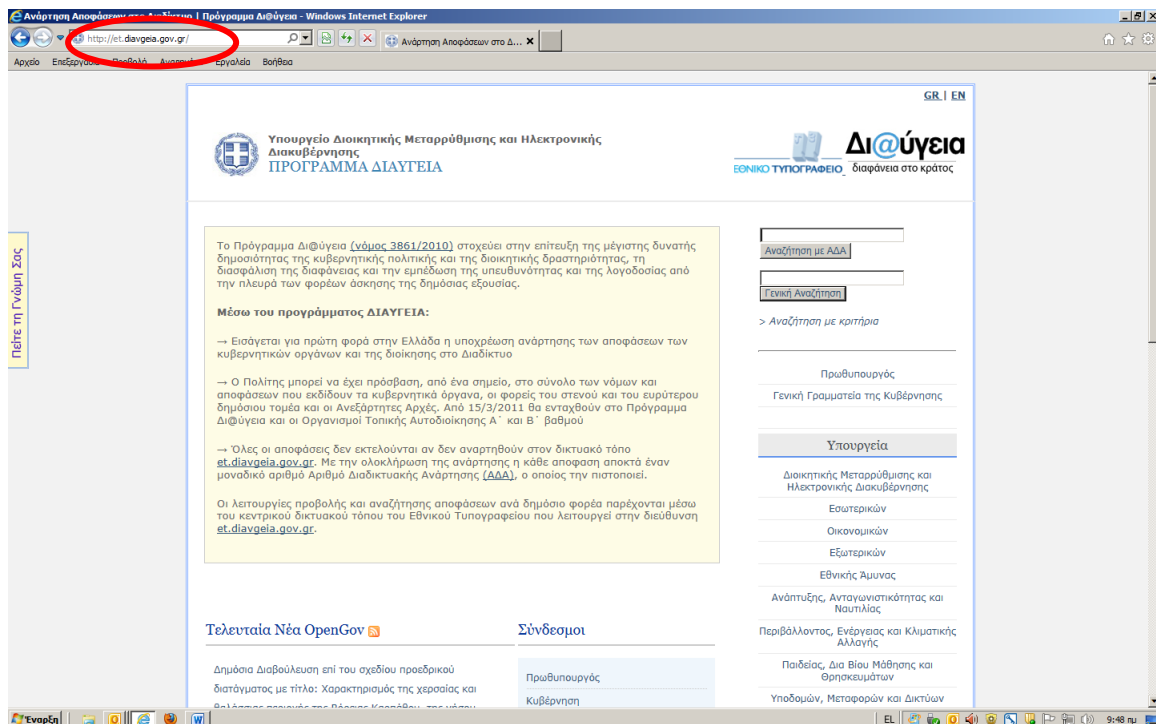 Ανάρτηση Αποφάσεων στο Διαδίκτυο | Πρόγραμμα Δι@ύγεια - Windows Internet Explorer
http://et.diavgeia.gov.gr/
Ανάρτηση Αποφάσεων στο Δ...
Αρχείο Επεξεργασία Προβολή Εργαλεία Βοήθεια
GR | EN
Υπουργείο Διοικητικής Μεταρρύθμισης και Ηλεκτρονικής
Διακυβέρνησης
ΠΡΟΓΡΑΜΜΑ ΔΙΑΥΓΕΙΑ
ΕΘΝΙΚΟ ΤΥΠΟΓΡΑΦΕΙΟ
Δι@ύγεια
διαφάνεια στο κράτος
Πείτε τη Γνώμη Σας
Το Πρόγραμμα Δι@ύγεια (νόμος 3861/2010) στοχεύει στην επίτευξη της μέγιστης δυνατής
δημοσιότητας της κυβερνητικής πολιτικής και της διοικητικής δραστηριότητας, τη
διασφάλιση της διαφάνειας και την εμπέδωση της υπευθυνότητας και της λογοδοσίας από
την πλευρά των φορέων άσκησης της δημόσιας εξουσίας.
Μέσω του προγράμματος ΔΙΑΥΓΕΙΑ:
→ Εισάγεται για πρώτη φορά στην Ελλάδα η υποχρέωση ανάρτησης των αποφάσεων των
κυβερνητικών οργάνων και της διοίκησης στο Διαδίκτυο
→ Ο Πολίτης μπορεί να έχει πρόσβαση, από ένα σημείο, στο σύνολο των νόμων και
αποφάσεων που εκδίδουν τα κυβερνητικά όργανα, οι φορείς του στενού και του ευρύτερου
δημόσιου τομέα και οι Ανεξάρτητες Αρχές. Από 15/3/2011 θα ενταχθούν στο Πρόγραμμα
Δι@ύγεια και οι Οργανισμοί Τοπικής Αυτοδιοίκησης Α΄ και Β΄ βαθμού
→ Όλες οι αποφάσεις δεν εκτελούνται αν δεν αναρτηθούν στον δικτυακό τόπο
et.diavgeia.gov.gr. Με την ολοκλήρωση της ανάρτησης η κάθε αποφαση αποκτά έναν
μοναδικό αριθμό Αριθμό Διαδικτυακής Ανάρτησης (ΑΔΑ), ο οποίος την πιστοποιεί.
Οι λειτουργίες προβολής και αναζήτησης αποφάσεων ανά δημόσιο φορέα παρέχονται μέσω
του κεντρικού δικτυακού τόπου του Εθνικού Τυπογραφείου που λειτουργεί στην διεύθυνση
et.diavgeia.gov.gr.
Αναζήτηση με ΑΔΑ
Γενική Αναζήτηση
> Αναζήτηση με κριτήρια
Πρωθυπουργός
Γενική Γραμματεία της Κυβέρνησης
Υπουργεία
Διοικητικής Μεταρρύθμισης και
Ηλεκτρονικής Διακυβέρνησης
Εσωτερικών
Οικονομικών
Εξωτερικών
Εθνικής Άμυνας
Ανάπτυξης, Ανταγωνιστικότητας και
Ναυτιλίας
Περιβάλλοντος, Ενέργειας και Κλιματικής
Αλλαγής
Παιδείας, Δια Βίου Μάθησης και
Θρησκευμάτων
Υποδομών, Μεταφορών και Δικτύων
Τελευταία Νέα OpenGov
Δημόσια Διαβούλευση επί του σχεδίου προεδρικού
διατάγματος με τίτλο: Χαρακτηρισμός της χερσαίας και
Σύνδεσμοι
Πρωθυπουργός
Κυβέρνηση
Έναρξη
EL
9:48 πμ